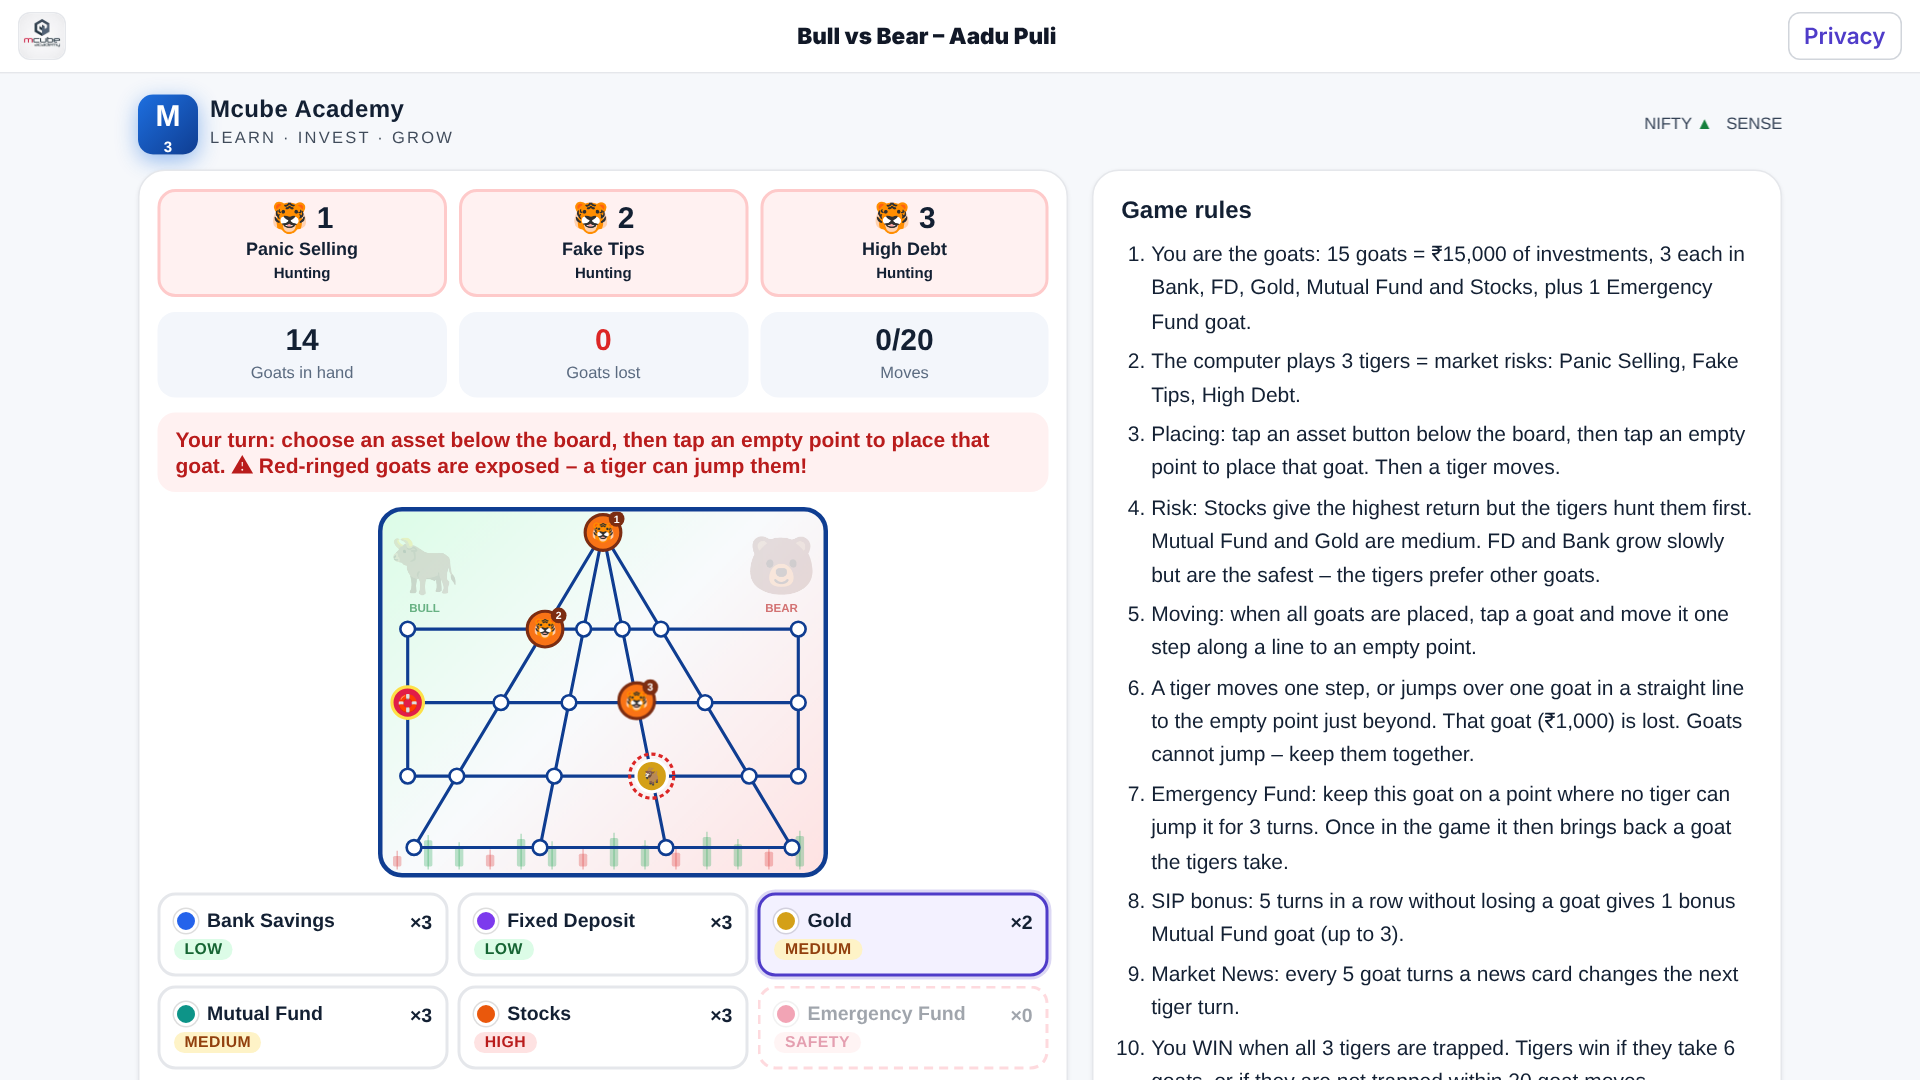 mcube
academy
Bull vs Bear – Aadu Puli
Privacy
M
3
Mcube Academy
LEARN · INVEST · GROW
NIFTY ▲ SENSE
🐯 1
Panic Selling
Hunting
🐯 2
Fake Tips
Hunting
🐯 3
High Debt
Hunting
14
Goats in hand
0
Goats lost
0/20
Moves
Your turn: choose an asset below the board, then tap an empty point to place that
goat. ⚠ Red-ringed goats are exposed – a tiger can jump them!
1
BULL
BEAR
2
3
Bank Savings ×3
LOW
Fixed Deposit ×3
LOW
Gold ×2
MEDIUM
Mutual Fund ×3
MEDIUM
Stocks ×3
HIGH
Emergency Fund ×0
SAFETY
Game rules
1. You are the goats: 15 goats = ₹15,000 of investments, 3 each in
Bank, FD, Gold, Mutual Fund and Stocks, plus 1 Emergency
Fund goat.
2. The computer plays 3 tigers = market risks: Panic Selling, Fake
Tips, High Debt.
3. Placing: tap an asset button below the board, then tap an empty
point to place that goat. Then a tiger moves.
4. Risk: Stocks give the highest return but the tigers hunt them first.
Mutual Fund and Gold are medium. FD and Bank grow slowly
but are the safest – the tigers prefer other goats.
5. Moving: when all goats are placed, tap a goat and move it one
step along a line to an empty point.
6. A tiger moves one step, or jumps over one goat in a straight line
to the empty point just beyond. That goat (₹1,000) is lost. Goats
cannot jump – keep them together.
7. Emergency Fund: keep this goat on a point where no tiger can
jump it for 3 turns. Once in the game it then brings back a goat
the tigers take.
8. SIP bonus: 5 turns in a row without losing a goat gives 1 bonus
Mutual Fund goat (up to 3).
9. Market News: every 5 goat turns a news card changes the next
tiger turn.
10. You WIN when all 3 tigers are trapped. Tigers win if they take 6
goats, or if they are not trapped within 20 goat moves.